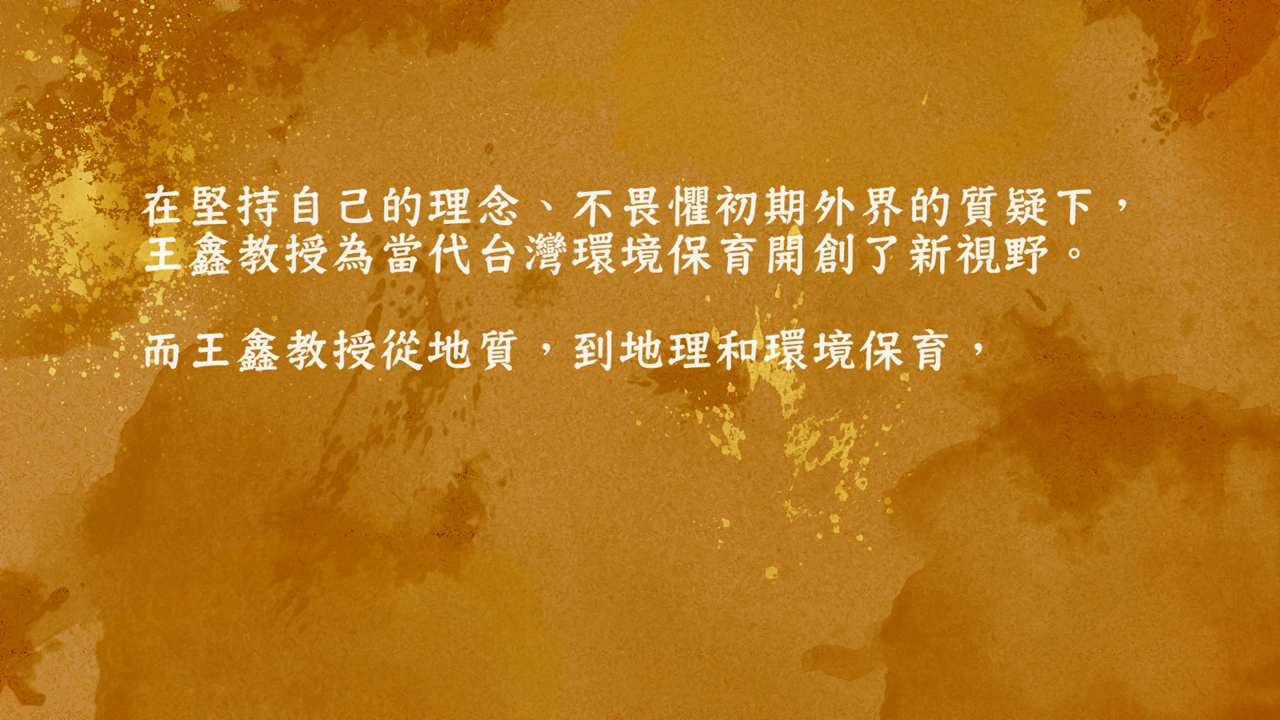 在堅持自己的理念、不畏懼初期外界的質疑下，
王鑫教授為當代台灣環境保育開創了新視野。
而王鑫教授從地質，到地理和環境保育，